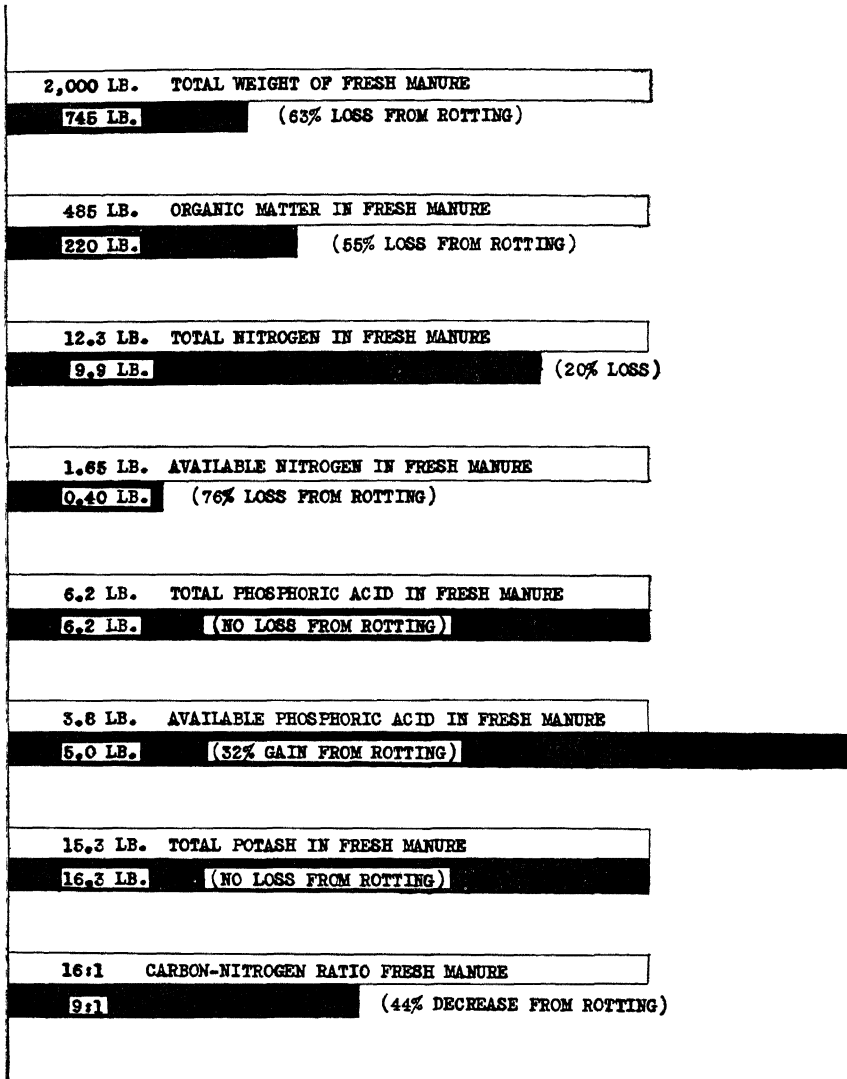 2,000 LB. TOTAL WEIGHT OF FRESH MANURE
745 LB. (63% LOSS FROM ROTTING)
485 LB. ORGANIC MATTER IN FRESH MANURE
220 LB. (55% LOSS FROM ROTTING)
12.3 LB. TOTAL NITROGEN IN FRESH MANURE
9.9 LB. (20% LOSS)
1.65 LB. AVAILABLE NITROGEN IN FRESH MANURE
0.40 LB. (76% LOSS FROM ROTTING)
6.2 LB. TOTAL PHOSPHORIC ACID IN FRESH MANURE
6.2 LB. (NO LOSS FROM ROTTING)
3.8 LB. AVAILABLE PHOSPHORIC ACID IN FRESH MANURE
5.0 LB. (32% GAIN FROM ROTTING)
15.3 LB. TOTAL POTASH IN FRESH MANURE
15.3 LB. (NO LOSS FROM ROTTING)
16:1 CARBON-NITROGEN RATIO FRESH MANURE
9:1 (44% DECREASE FROM ROTTING)